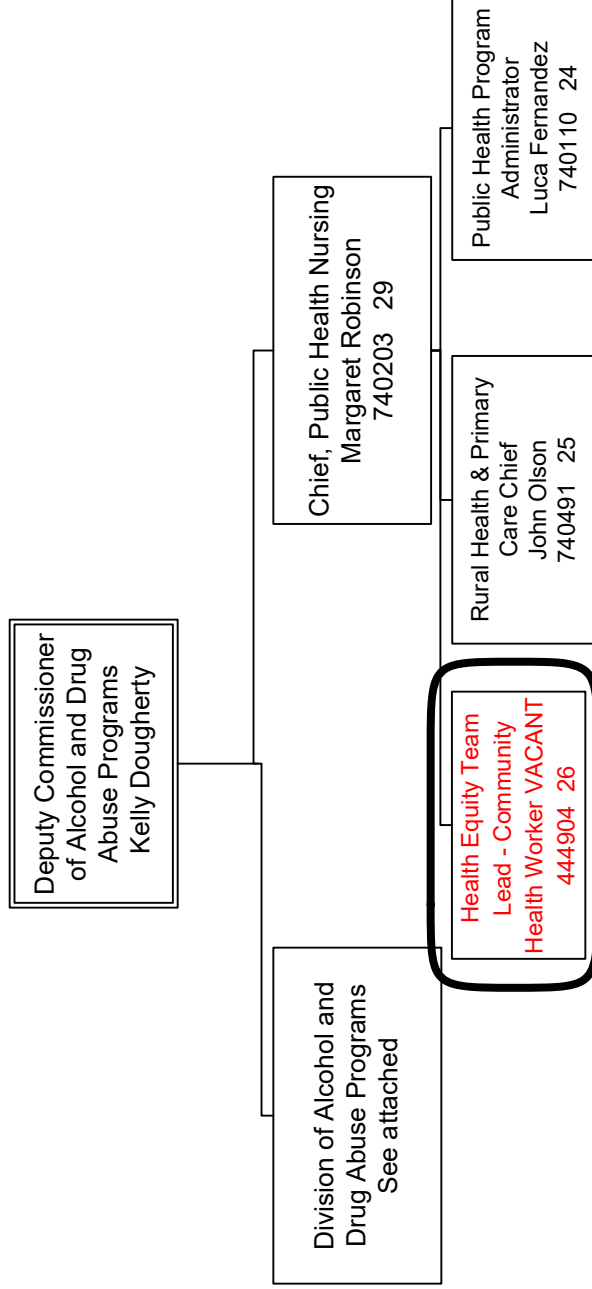 Deputy Commissioner
of Alcohol and Drug
Abuse Programs
Kelly Dougherty
Division of Alcohol and
Drug Abuse Programs
See attached
Chief, Public Health Nursing
Margaret Robinson
740203 29
Health Equity Team
Lead - Community
Health Worker VACANT
444904 26
Rural Health & Primary
Care Chief
John Olson
740491 25
Public Health Program
Administrator
Luca Fernandez
740110 24